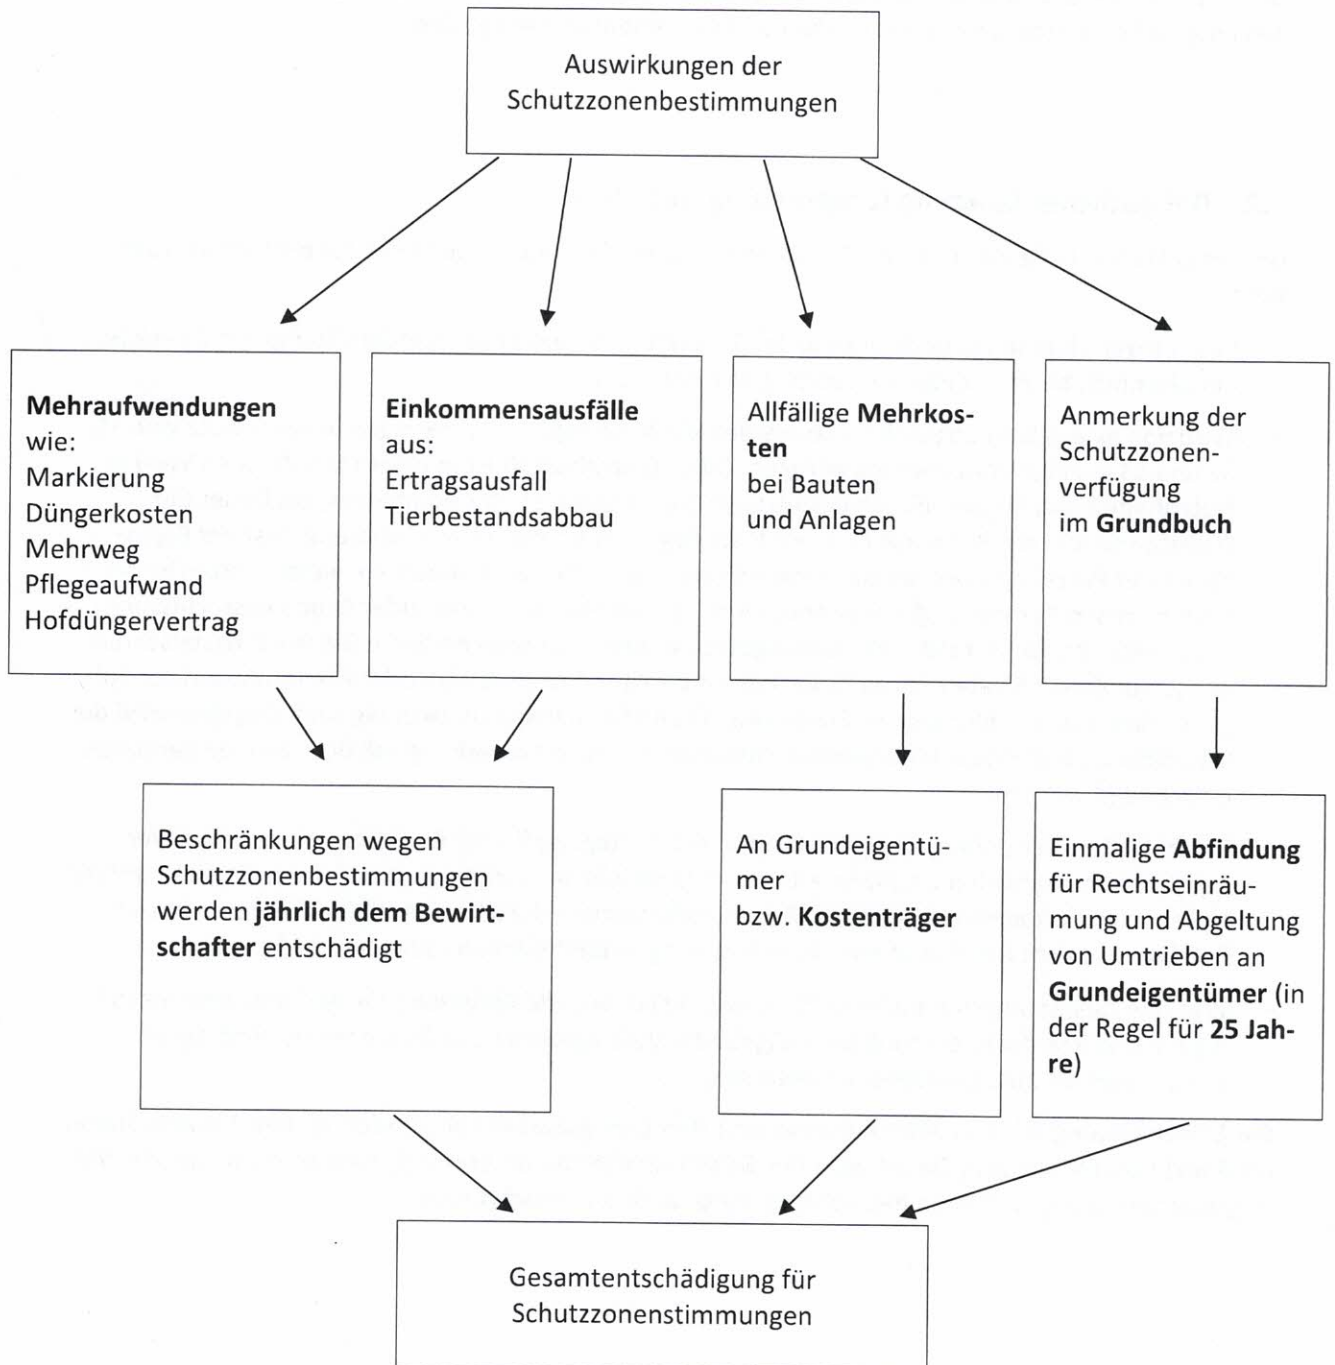 Auswirkungen der
Schutzzonenbestimmungen
Mehraufwendungen
wie:
Markierung
Düngerkosten
Mehrweg
Pflegeaufwand
Hofdüngervertrag
Einkommensausfälle
aus:
Ertragsausfall
Tierbestandsabbau
Allfällige Mehrkos-
ten
bei Bauten
und Anlagen
Anmerkung der
Schutzzonen-
verfügung
im Grundbuch
Beschränkungen wegen
Schutzzonenbestimmungen
werden jährlich dem Bewirt-
schafter entschädigt
An Grundeigentü-
mer
bzw. Kostenträger
Einmalige Abfindung
für Rechtseinräu-
mung und Abgeltung
von Umtrieben an
Grundeigentümer (in
der Regel für 25 Jah-
re)
Gesamtentschädigung für
Schutzzonenstimmungen